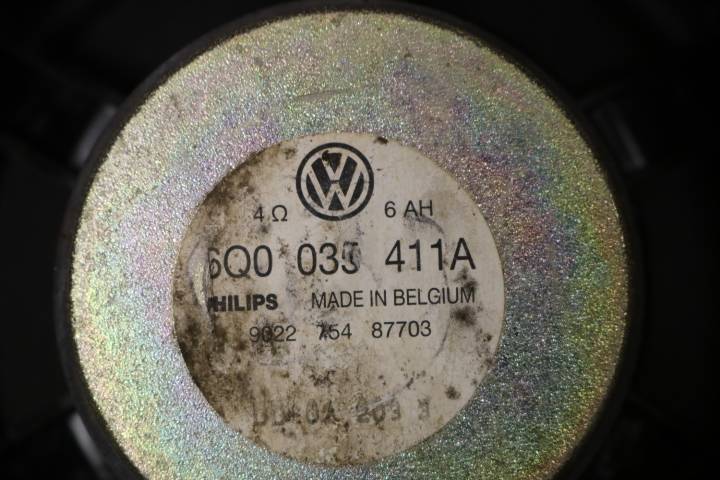 4 Ω 6 AH
6Q0 035 411A
PHILIPS MADE IN BELGIUM
9022 754 87703